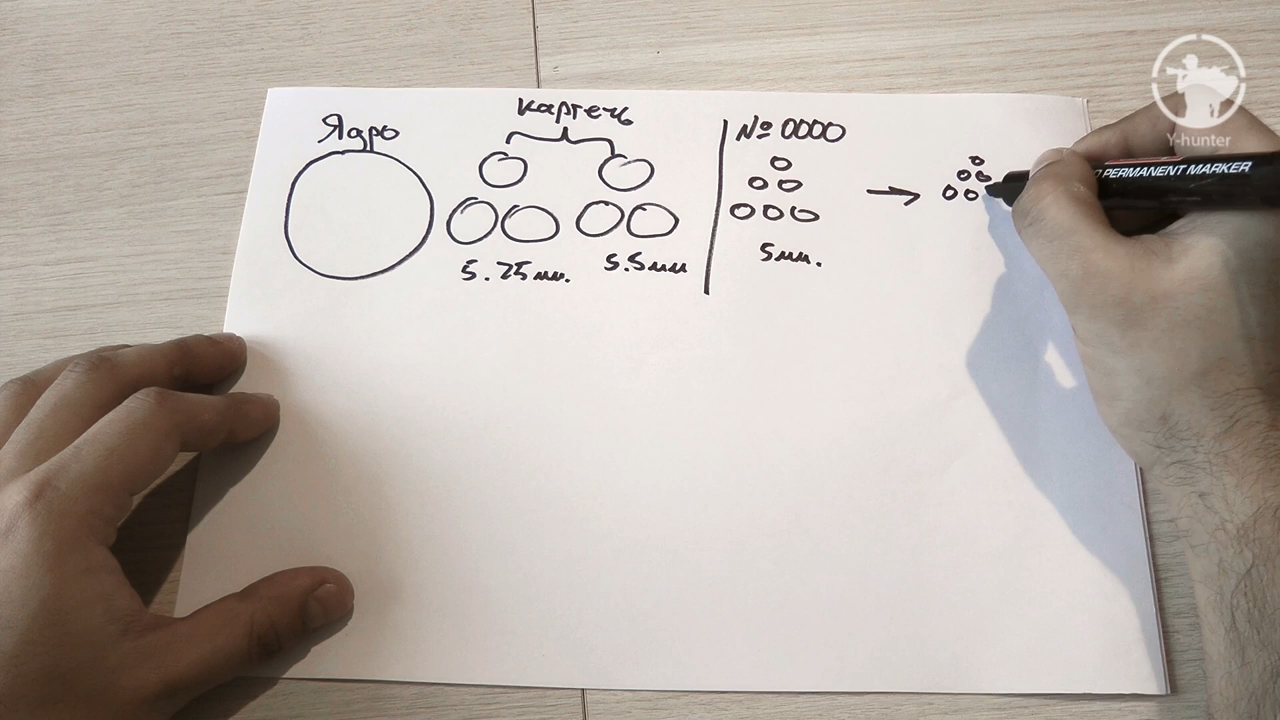 Ядро
картечь
№ 0000
5.25мм.
5.5мм
5мм.
PERMANENT MARKER
Y-hunter